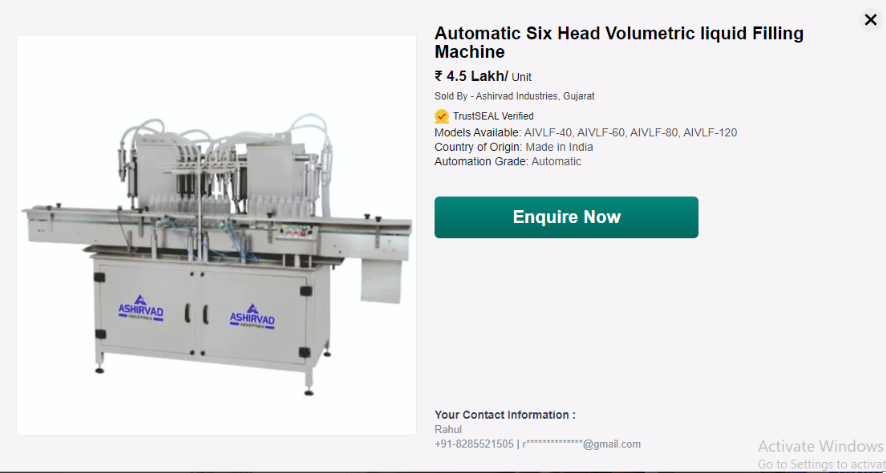 Automatic Six Head Volumetric liquid Filling
Machine
₹ 4.5 Lakh/ Unit
Sold By - Ashirvad Industries, Gujarat
TrustSEAL Verified
Models Available: AIVLF-40, AIVLF-60, AIVLF-80, AIVLF-120
Country of Origin: Made in India
Automation Grade: Automatic
Enquire Now
ASHIRVAD
INDUSTRIES
ASHIRVAD
INDUSTRIES
Your Contact Information :
Rahul
+91-8285521505 | r**************@gmail.com
Activate Windows
Go to Settings to activat